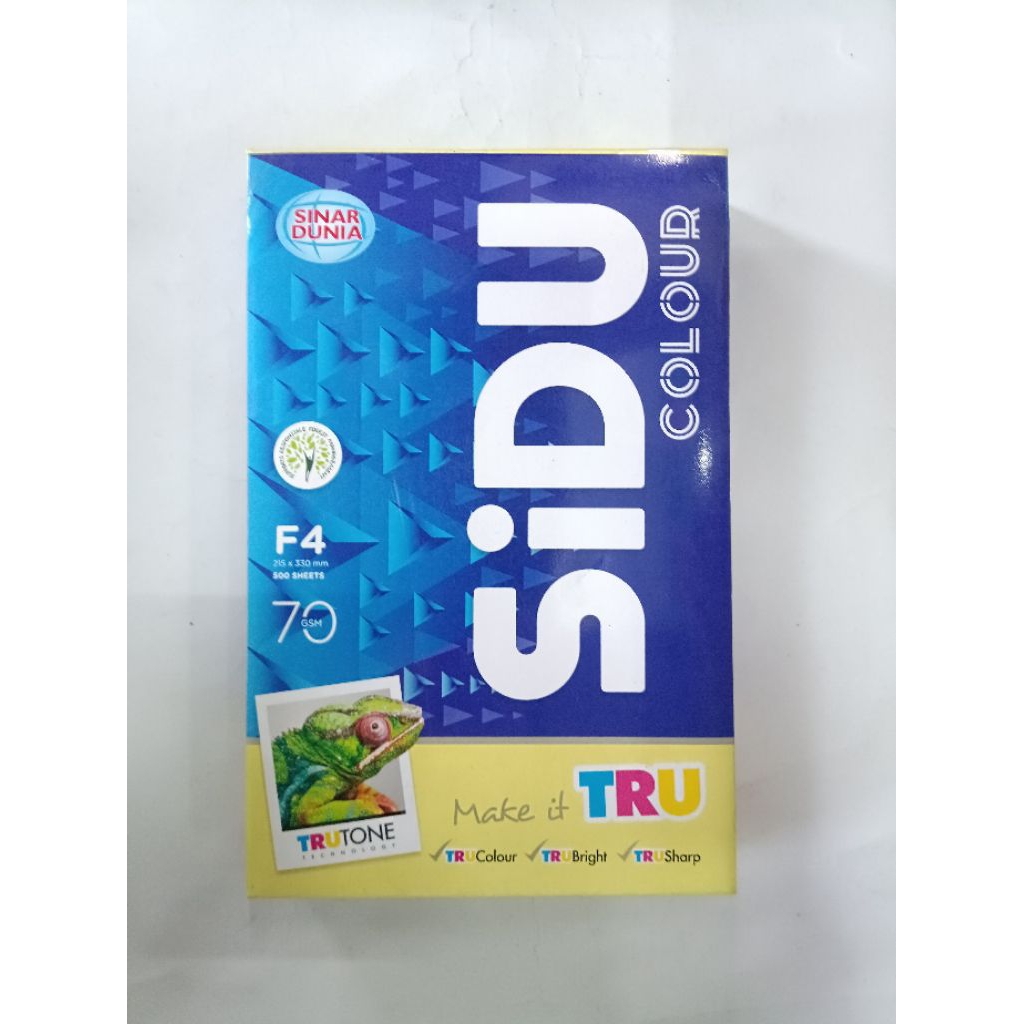 SINAR
DUNIA
SiDU
COLOUR
F4
215 x 330 mm
500 SHEETS
70
GSM
TRUTONE
TECHNOLOGY
Make it TRU
TRUColour TRUBright TRUSharp